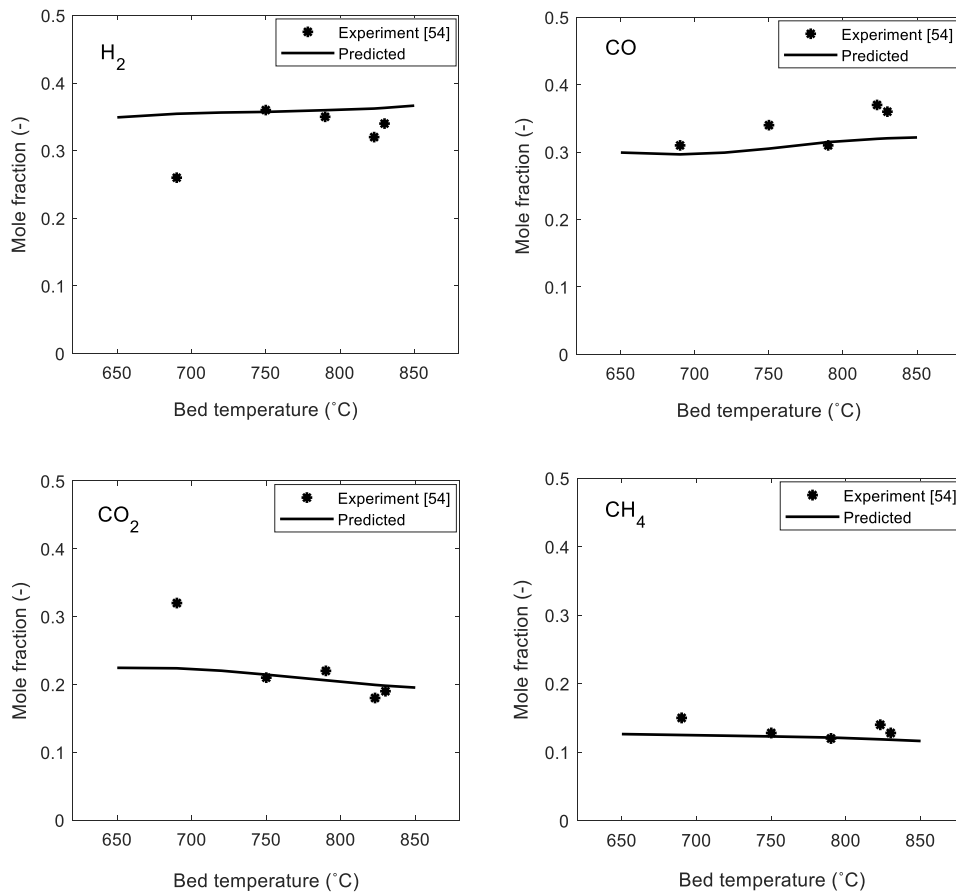 H2
Experiment [54]
Predicted
0.5
0.4
0.3
0.2
0.1
0
Mole fraction (-)
650 700 750 800 850
Bed temperature (˚C)
CO
Experiment [54]
Predicted
0.5
0.4
0.3
0.2
0.1
0
Mole fraction (-)
650 700 750 800 850
Bed temperature (˚C)
CO2
Experiment [54]
Predicted
0.5
0.4
0.3
0.2
0.1
0
Mole fraction (-)
650 700 750 800 850
Bed temperature (˚C)
CH4
Experiment [54]
Predicted
0.5
0.4
0.3
0.2
0.1
0
Mole fraction (-)
650 700 750 800 850
Bed temperature (˚C)